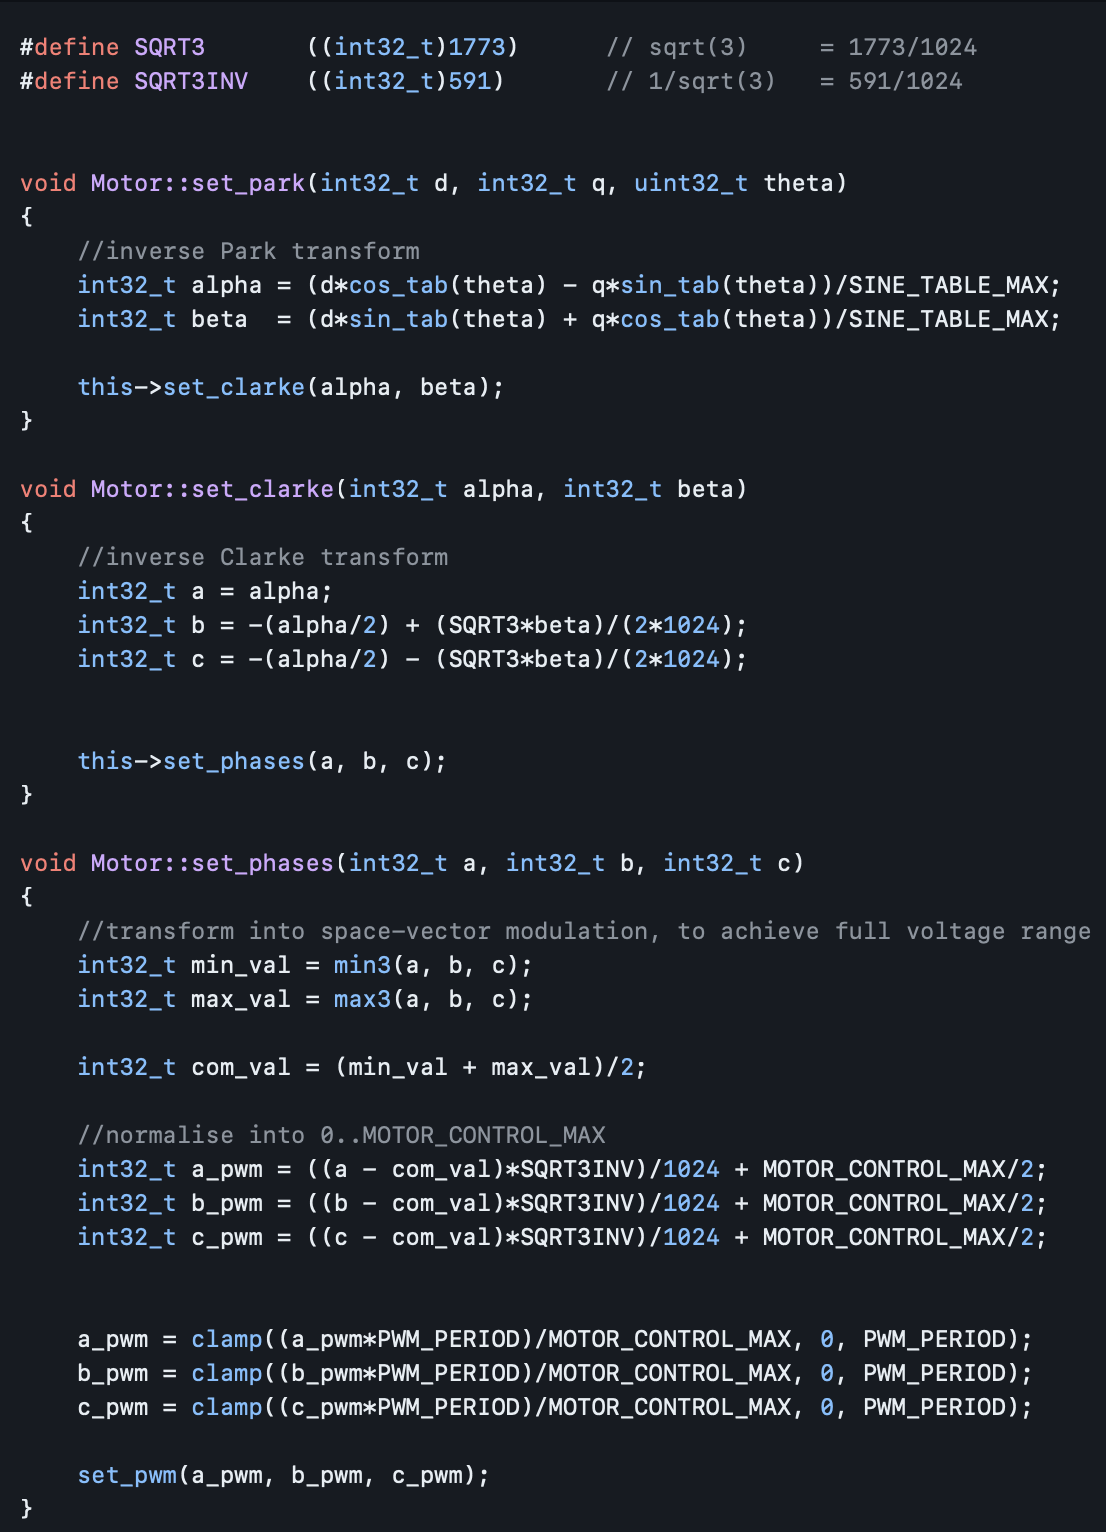 #define SQRT3       ((int32_t)1773)      // sqrt(3)     = 1773/1024
#define SQRT3INV    ((int32_t)591)       // 1/sqrt(3)   = 591/1024
void Motor::set_park(int32_t d, int32_t q, uint32_t theta)
{
    //inverse Park transform
    int32_t alpha = (d*cos_tab(theta) - q*sin_tab(theta))/SINE_TABLE_MAX;
    int32_t beta  = (d*sin_tab(theta) + q*cos_tab(theta))/SINE_TABLE_MAX;
    this->set_clarke(alpha, beta);
}
void Motor::set_clarke(int32_t alpha, int32_t beta)
{
    //inverse Clarke transform
    int32_t a = alpha;
    int32_t b = -(alpha/2) + (SQRT3*beta)/(2*1024);
    int32_t c = -(alpha/2) - (SQRT3*beta)/(2*1024);
    this->set_phases(a, b, c);
}
void Motor::set_phases(int32_t a, int32_t b, int32_t c)
{
    //transform into space-vector modulation, to achieve full voltage range
    int32_t min_val = min3(a, b, c);
    int32_t max_val = max3(a, b, c);
    int32_t com_val = (min_val + max_val)/2;
    //normalise into 0..MOTOR_CONTROL_MAX
    int32_t a_pwm = ((a - com_val)*SQRT3INV)/1024 + MOTOR_CONTROL_MAX/2;
    int32_t b_pwm = ((b - com_val)*SQRT3INV)/1024 + MOTOR_CONTROL_MAX/2;
    int32_t c_pwm = ((c - com_val)*SQRT3INV)/1024 + MOTOR_CONTROL_MAX/2;
    a_pwm = clamp((a_pwm*PWM_PERIOD)/MOTOR_CONTROL_MAX, 0, PWM_PERIOD);
    b_pwm = clamp((b_pwm*PWM_PERIOD)/MOTOR_CONTROL_MAX, 0, PWM_PERIOD);
    c_pwm = clamp((c_pwm*PWM_PERIOD)/MOTOR_CONTROL_MAX, 0, PWM_PERIOD);
    set_pwm(a_pwm, b_pwm, c_pwm);
}